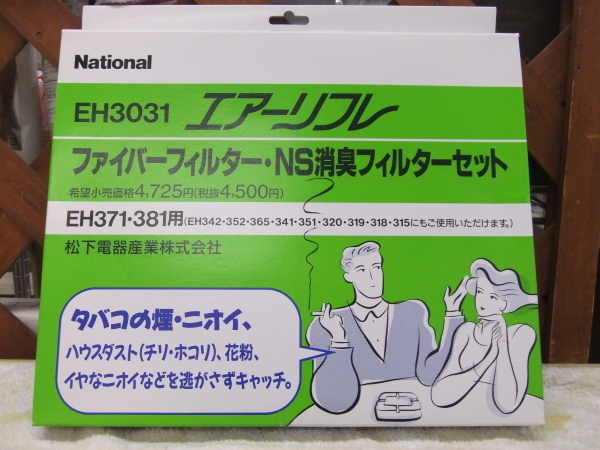 National
EH3031 エアーリフレ
ファイバーフィルター・NS消臭フィルターセット
希望小売価格4,725円(税抜4,500円)
EH371・381用(EH342・352・365・341・351・320・319・318・315にもご使用いただけます。)
松下電器産業株式会社
タバコの煙・ニオイ、
ハウスダスト(チリ・ホコリ)、花粉、
イヤなニオイなどを逃がさずキャッチ。